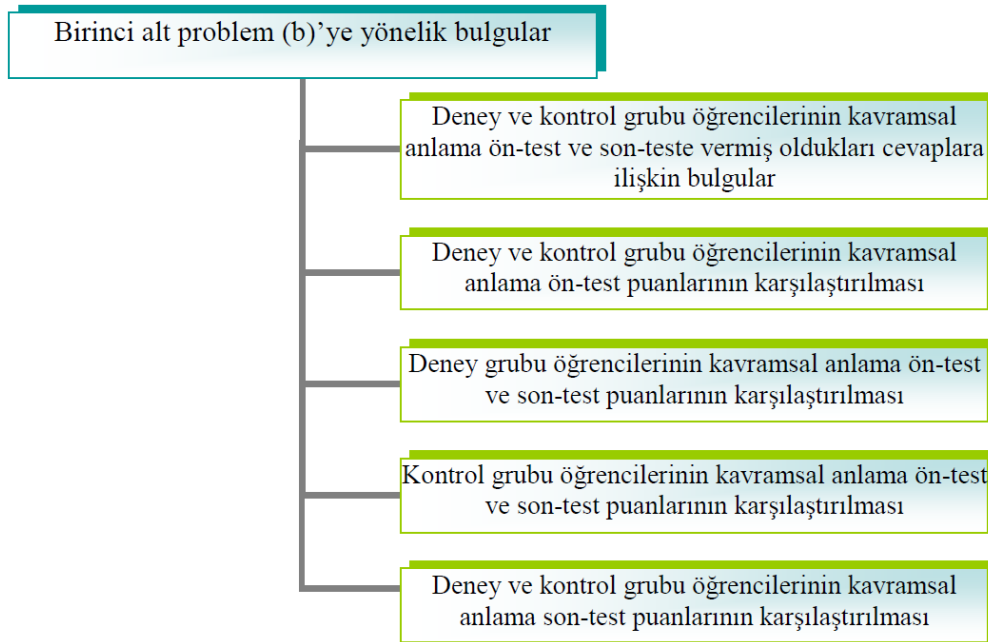 Birinci alt problem (b)’ye yönelik bulgular
Deney ve kontrol grubu öğrencilerinin kavramsal
anlama ön-test ve son-teste vermiş oldukları cevaplara
ilişkin bulgular
Deney ve kontrol grubu öğrencilerinin kavramsal
anlama ön-test puanlarının karşılaştırılması
Deney grubu öğrencilerinin kavramsal anlama ön-test
ve son-test puanlarının karşılaştırılması
Kontrol grubu öğrencilerinin kavramsal anlama ön-test
ve son-test puanlarının karşılaştırılması
Deney ve kontrol grubu öğrencilerinin kavramsal
anlama son-test puanlarının karşılaştırılması